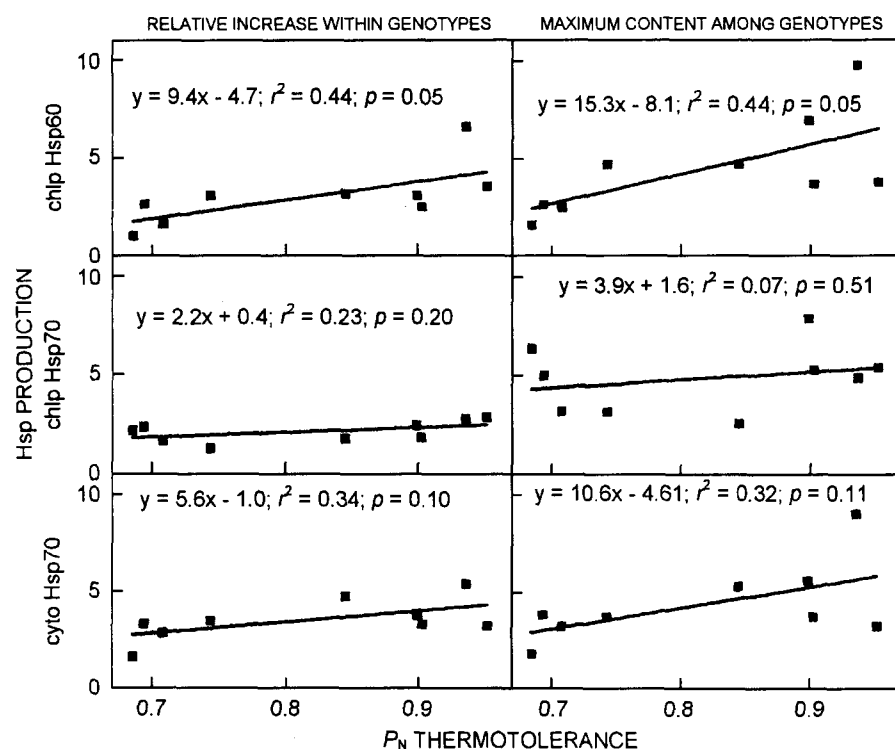 RELATIVE INCREASE WITHIN GENOTYPES
MAXIMUM CONTENT AMONG GENOTYPES
Hsp PRODUCTION
chlp Hsp60
10
5
0
y = 9.4x - 4.7; r² = 0.44; p = 0.05
y = 15.3x - 8.1; r² = 0.44; p = 0.05
chlp Hsp70
10
5
0
y = 2.2x + 0.4; r² = 0.23; p = 0.20
y = 3.9x + 1.6; r² = 0.07; p = 0.51
cyto Hsp70
10
5
0
y = 5.6x - 1.0; r² = 0.34; p = 0.10
y = 10.6x - 4.61; r² = 0.32; p = 0.11
0.7 0.8 0.9
0.7 0.8 0.9
P_N THERMOTOLERANCE